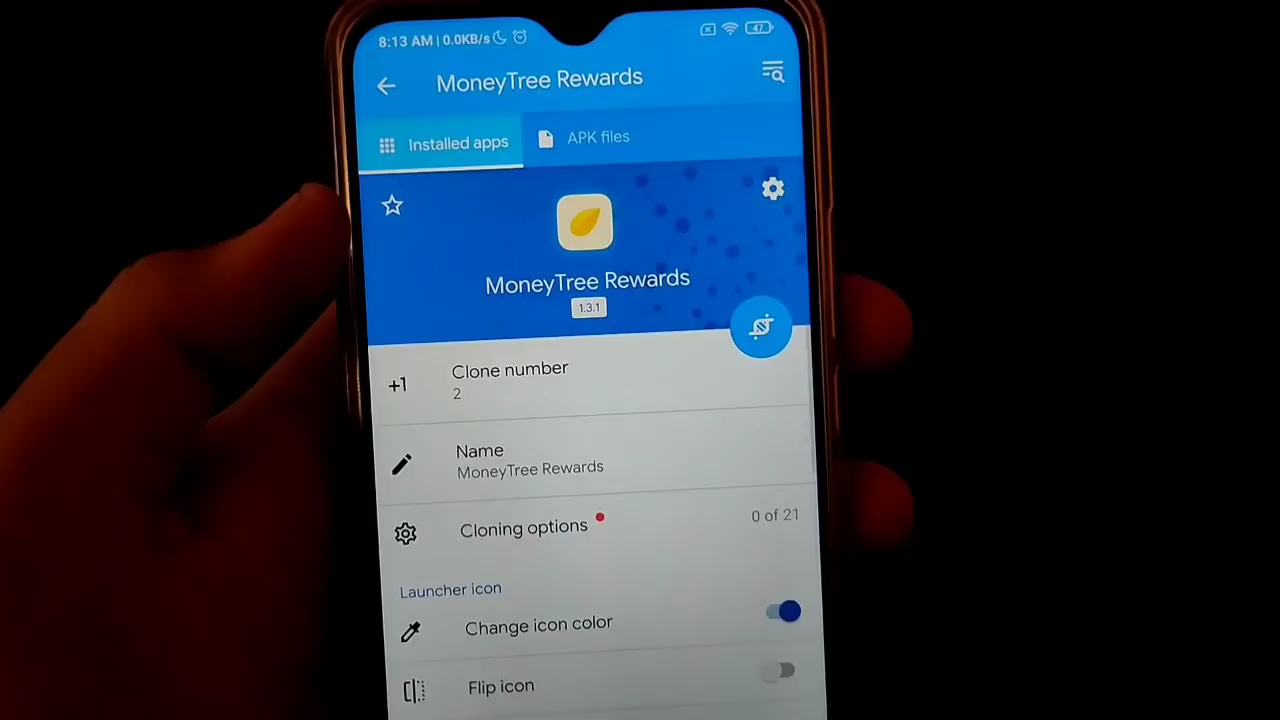 8:13 AM | 0.0KB/s
47
MoneyTree Rewards
Installed apps
APK files
MoneyTree Rewards
1.3.1
+1
Clone number
2
Name
MoneyTree Rewards
Cloning options
0 of 21
Launcher icon
Change icon color
Flip icon